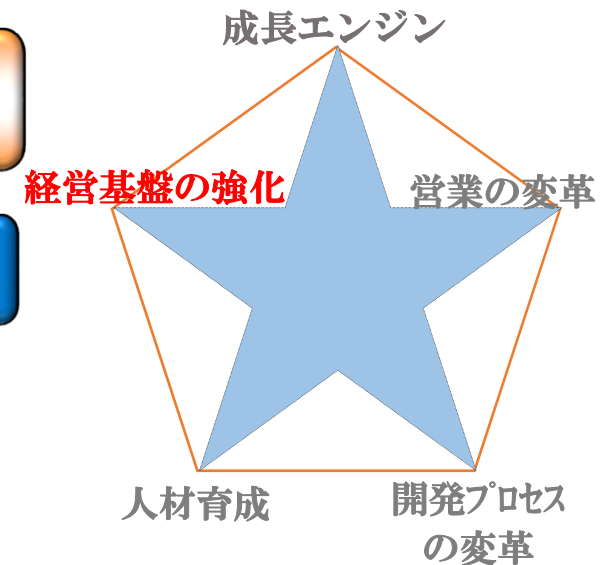 成長エンジン
経営基盤の強化
営業の変革
人材育成
開発ﾌﾟﾛｾｽ
の変革